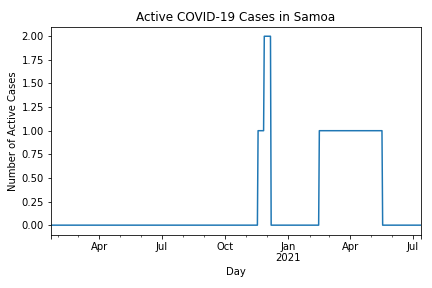 Active COVID-19 Cases in Samoa
2.00
1.75
1.50
1.25
1.00
0.75
0.50
0.25
0.00
Number of Active Cases
Apr Jul Oct Jan Apr Jul
2021
Day